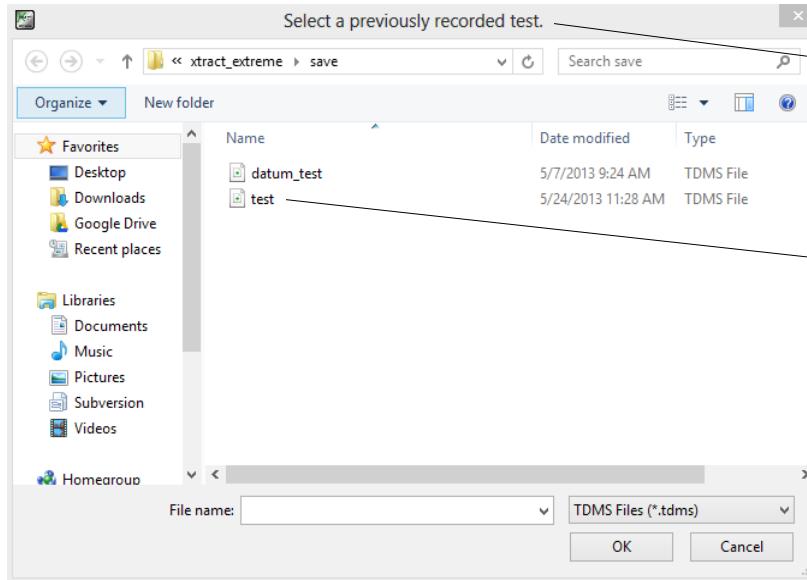 Select a previously recorded test.
« xtract_extreme save
Search save
Organize New folder
Name Date modified Type
Favorites
Desktop
Downloads
Google Drive
Recent places
Libraries
Documents
Music
Pictures
Subversion
Videos
Homegroup
datum_test 5/7/2013 9:24 AM TDMS File
test 5/24/2013 11:28 AM TDMS File
File name: TDMS Files (*.tdms)
OK Cancel